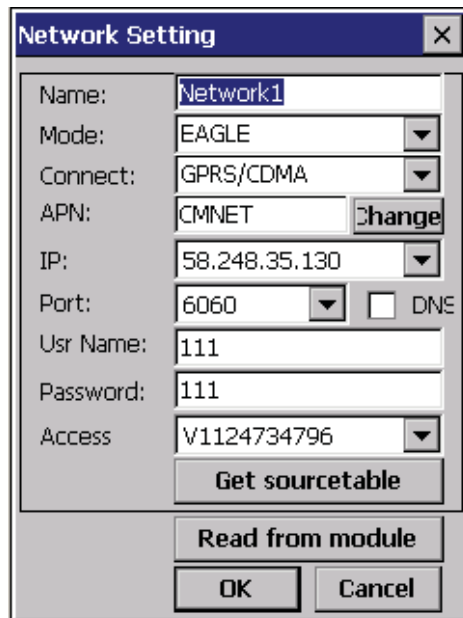 Network Setting
Name: Network1
Mode: EAGLE
Connect: GPRS/CDMA
APN: CMNET Change
IP: 58.248.35.130
Port: 6060 DNS
Usr Name: 111
Password: 111
Access V1124734796
Get sourcetable
Read from module
OK Cancel